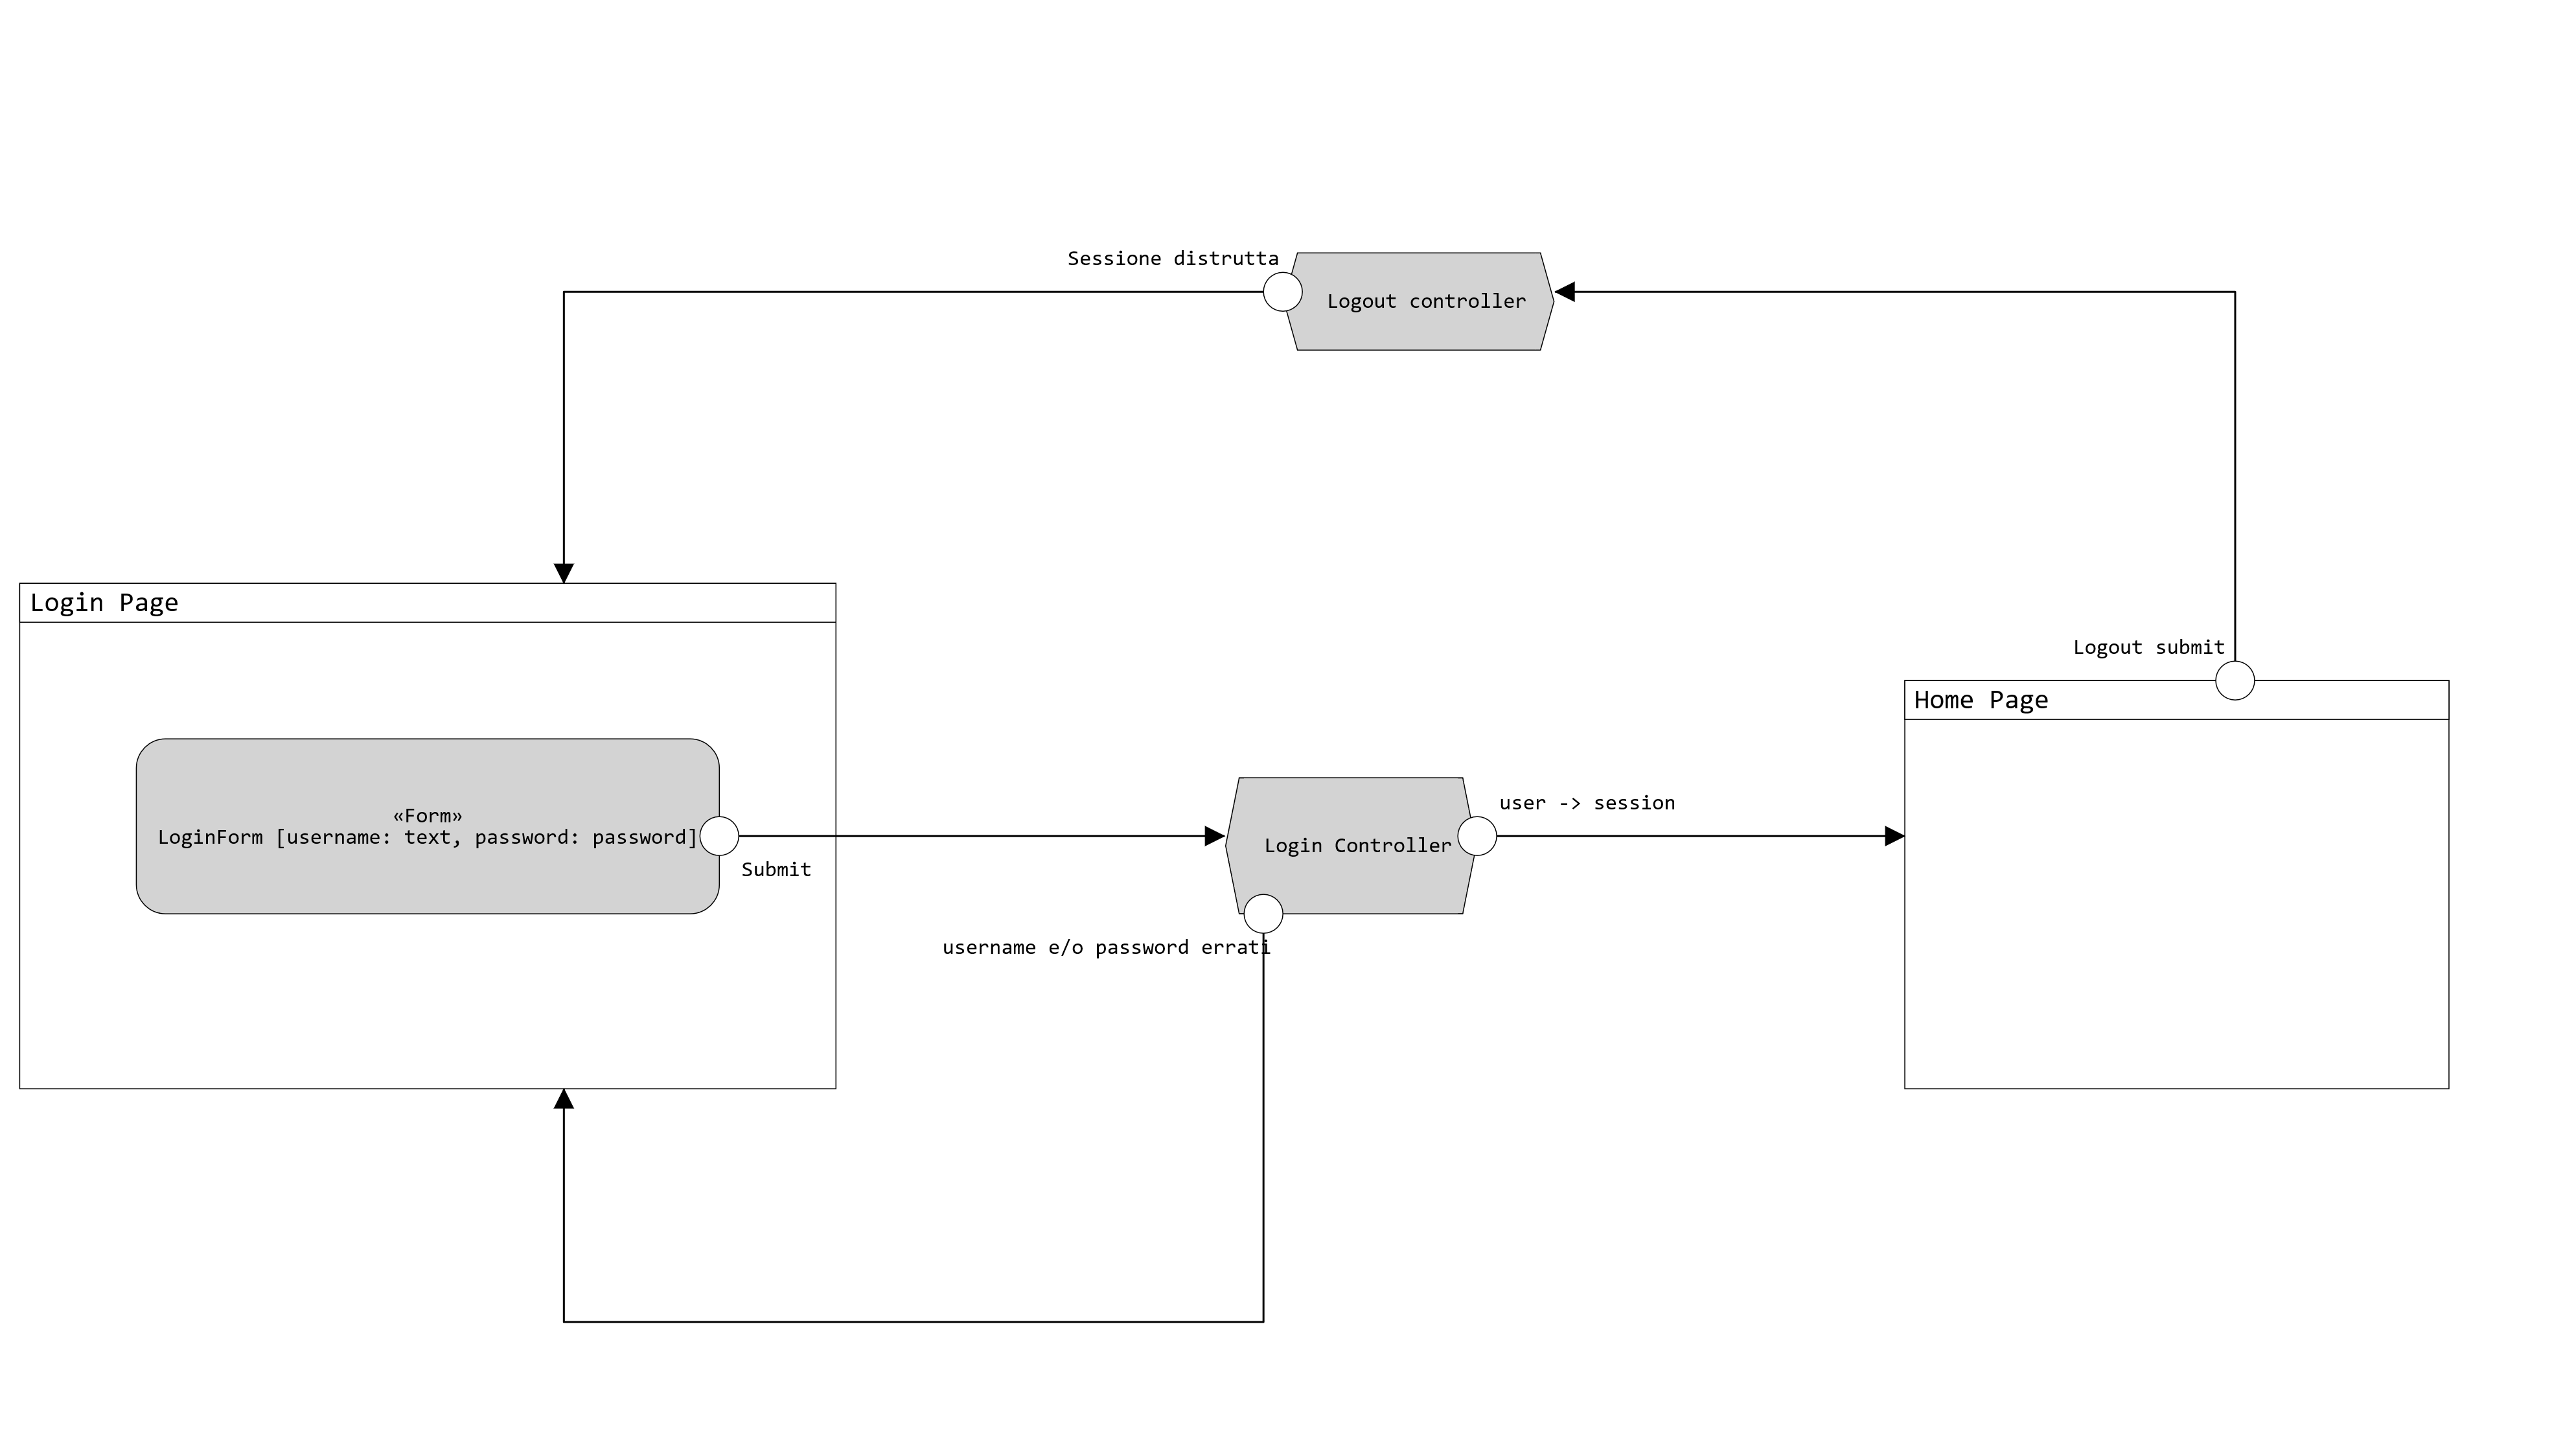 Sessione distrutta
Logout controller
Login Page
Logout submit
Home Page
«Form»
LoginForm [username: text, password: password]
Submit
Login Controller
user -> session
username e/o password errati